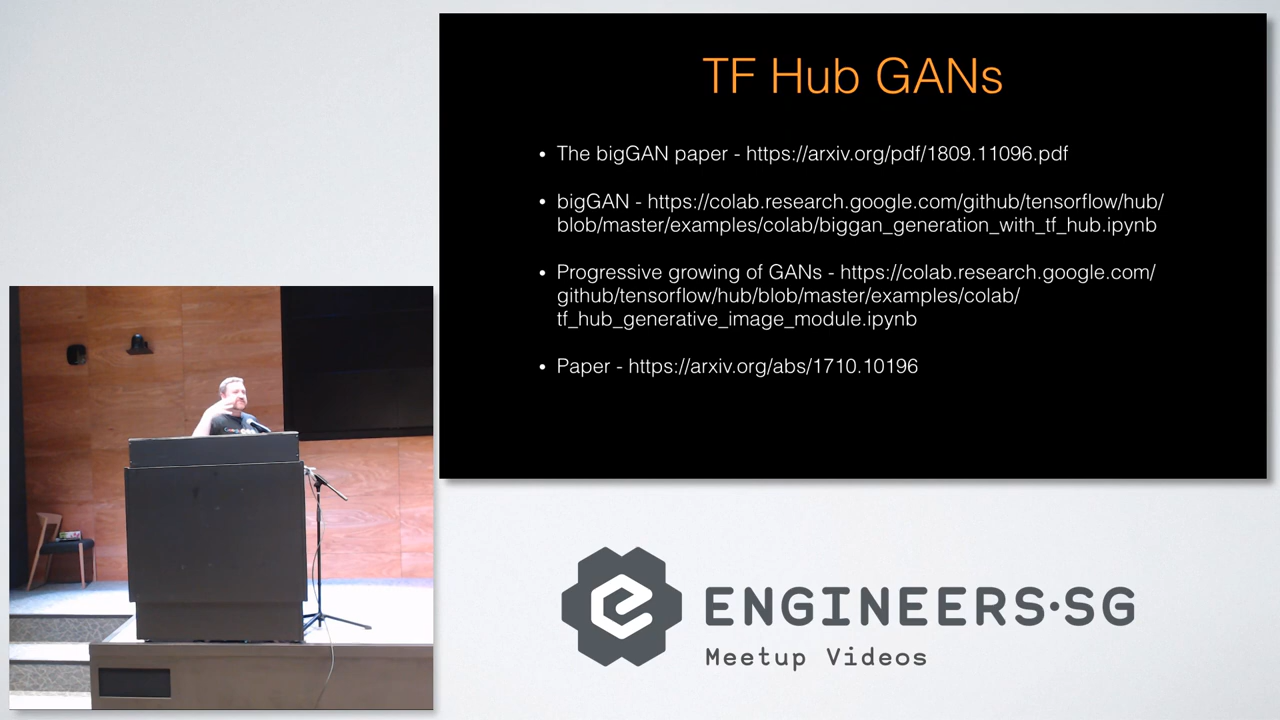 TF Hub GANs
• The bigGAN paper - https://arxiv.org/pdf/1809.11096.pdf
• bigGAN - https://colab.research.google.com/github/tensorflow/hub/
blob/master/examples/colab/biggan_generation_with_tf_hub.ipynb
• Progressive growing of GANs - https://colab.research.google.com/
github/tensorflow/hub/blob/master/examples/colab/
tf_hub_generative_image_module.ipynb
• Paper - https://arxiv.org/abs/1710.10196
ENGINEERS·SG
Meetup Videos